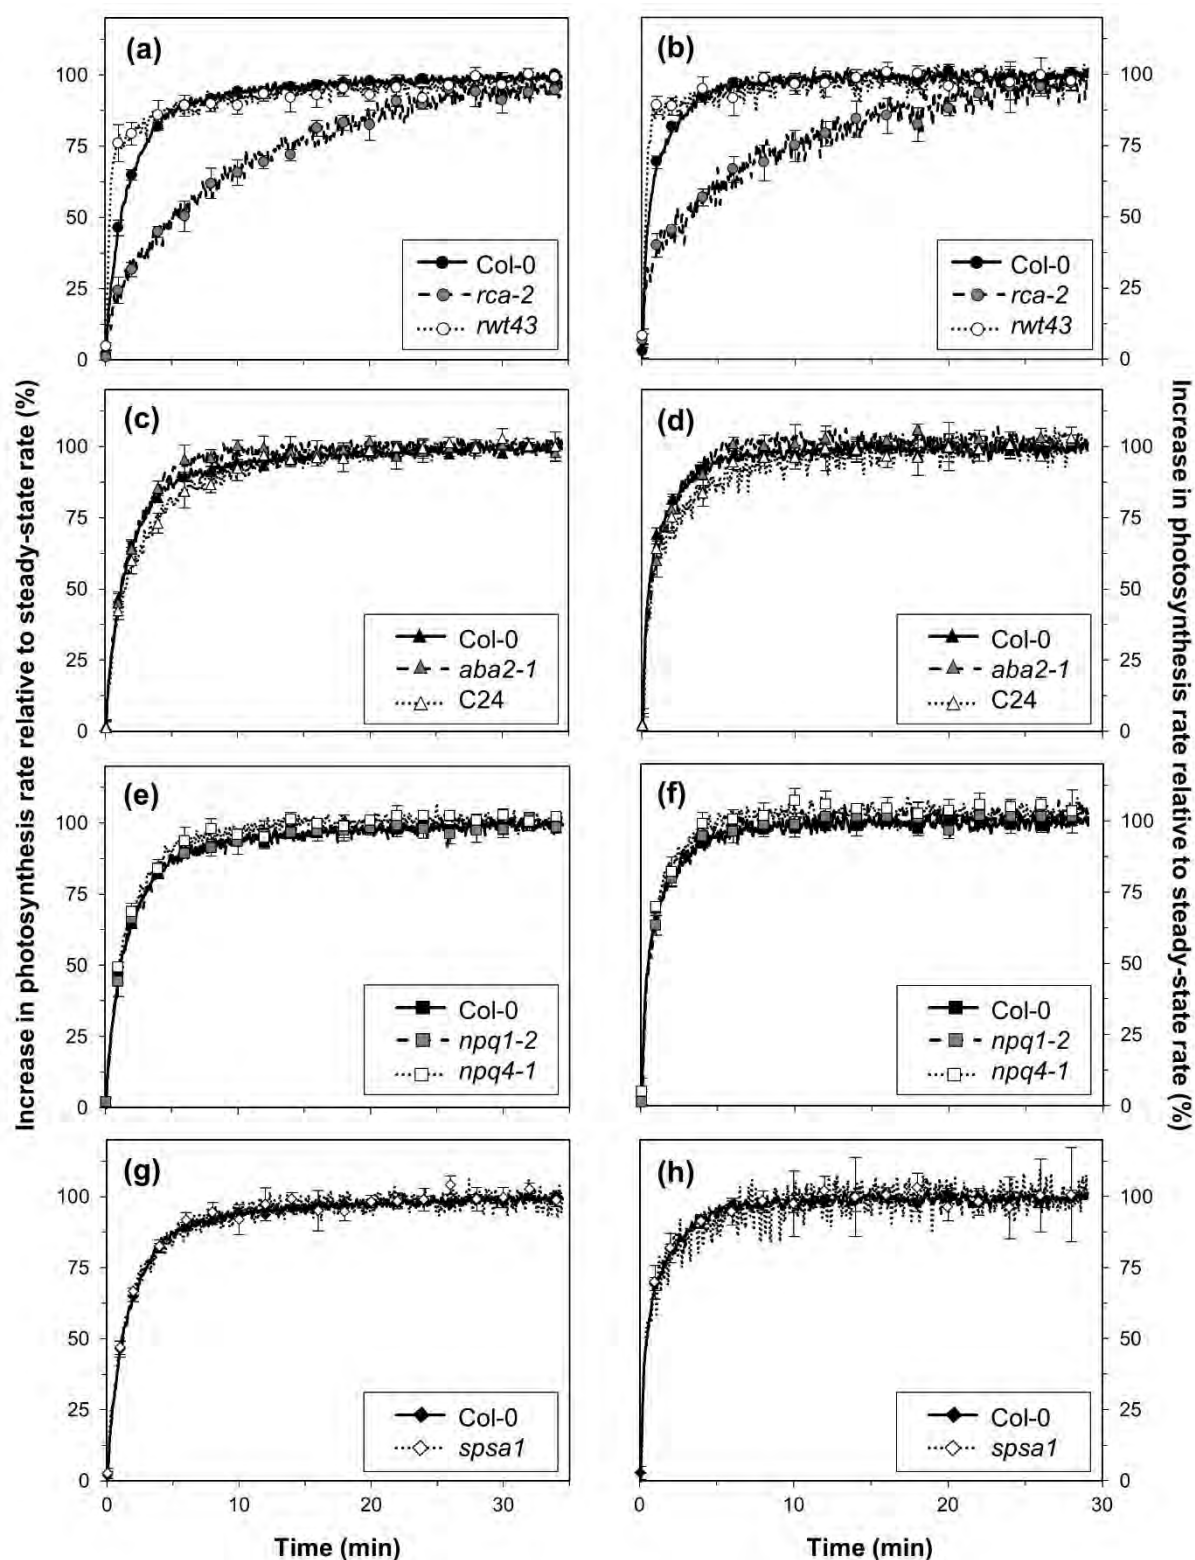 Increase in photosynthesis rate relative to steady-state rate (%)
(a)
100
75
50
25
0
Col-0
rca-2
rwt43
(b)
100
75
50
25
0
Col-0
rca-2
rwt43
(c)
100
75
50
25
0
Col-0
aba2-1
C24
(d)
100
75
50
25
0
Col-0
aba2-1
C24
(e)
100
75
50
25
0
Col-0
npq1-2
npq4-1
(f)
100
75
50
25
0
Col-0
npq1-2
npq4-1
(g)
100
75
50
25
0
Col-0
spsa1
0 10 20 30
Time (min)
(h)
100
75
50
25
0
Col-0
spsa1
0 10 20 30
Time (min)
Increase in photosynthesis rate relative to steady-state rate (%)